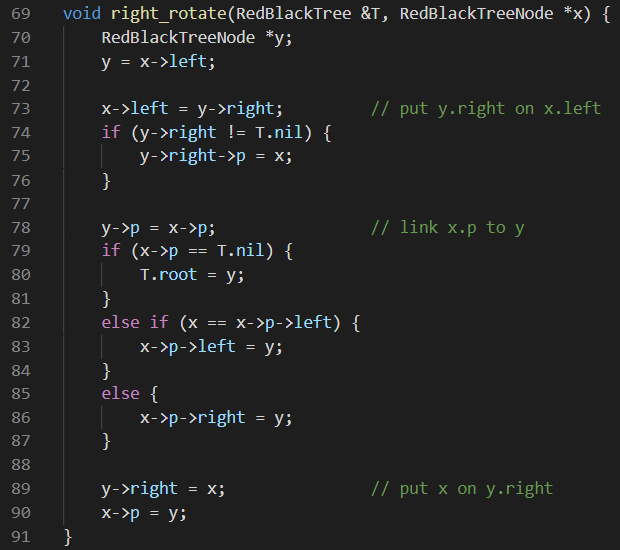 69 void right_rotate(RedBlackTree &T, RedBlackTreeNode *x) {
70     RedBlackTreeNode *y;
71     y = x->left;
72
73     x->left = y->right;         // put y.right on x.left
74     if (y->right != T.nil) {
75         y->right->p = x;
76     }
77
78     y->p = x->p;                // link x.p to y
79     if (x->p == T.nil) {
80         T.root = y;
81     }
82     else if (x == x->p->left) {
83         x->p->left = y;
84     }
85     else {
86         x->p->right = y;
87     }
88
89     y->right = x;               // put x on y.right
90     x->p = y;
91 }